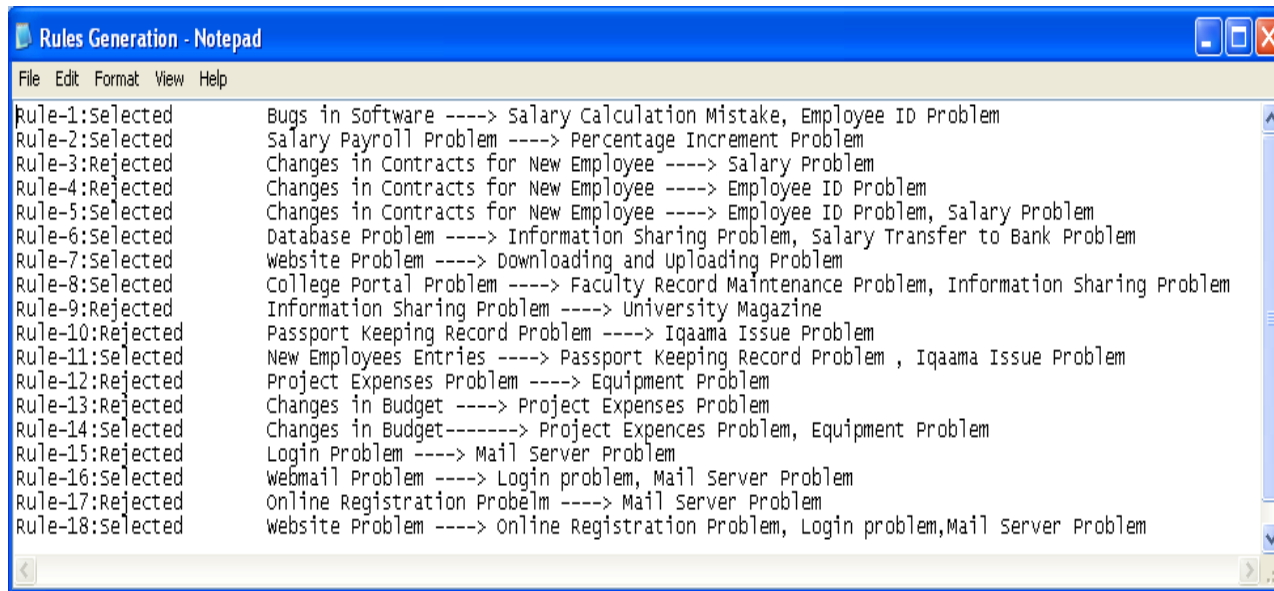 Rules Generation - Notepad
File Edit Format View Help
Rule-1:Selected Bugs in Software ----> Salary Calculation Mistake, Employee ID Problem
Rule-2:Selected Salary Payroll Problem ----> Percentage Increment Problem
Rule-3:Rejected Changes in Contracts for New Employee ----> Salary Problem
Rule-4:Rejected Changes in Contracts for New Employee ----> Employee ID Problem
Rule-5:Selected Changes in Contracts for New Employee ----> Employee ID Problem, Salary Problem
Rule-6:Selected Database Problem ----> Information Sharing Problem, Salary Transfer to Bank Problem
Rule-7:Selected Website Problem ----> Downloading and Uploading Problem
Rule-8:Selected College Portal Problem ----> Faculty Record Maintenance Problem, Information Sharing Problem
Rule-9:Rejected Information Sharing Problem ----> University Magazine
Rule-10:Rejected Passport Keeping Record Problem ----> Iqaama Issue Problem
Rule-11:Selected New Employees Entries ----> Passport Keeping Record Problem , Iqaama Issue Problem
Rule-12:Rejected Project Expenses Problem ----> Equipment Problem
Rule-13:Rejected Changes in Budget ----> Project Expenses Problem
Rule-14:Selected Changes in Budget-------> Project Expences Problem, Equipment Problem
Rule-15:Rejected Login Problem ----> Mail Server Problem
Rule-16:Selected Webmail Problem ----> Login problem, Mail Server Problem
Rule-17:Rejected Online Registration Probelm ----> Mail Server Problem
Rule-18:Selected Website Problem ----> Online Registration Problem, Login problem,Mail Server Problem